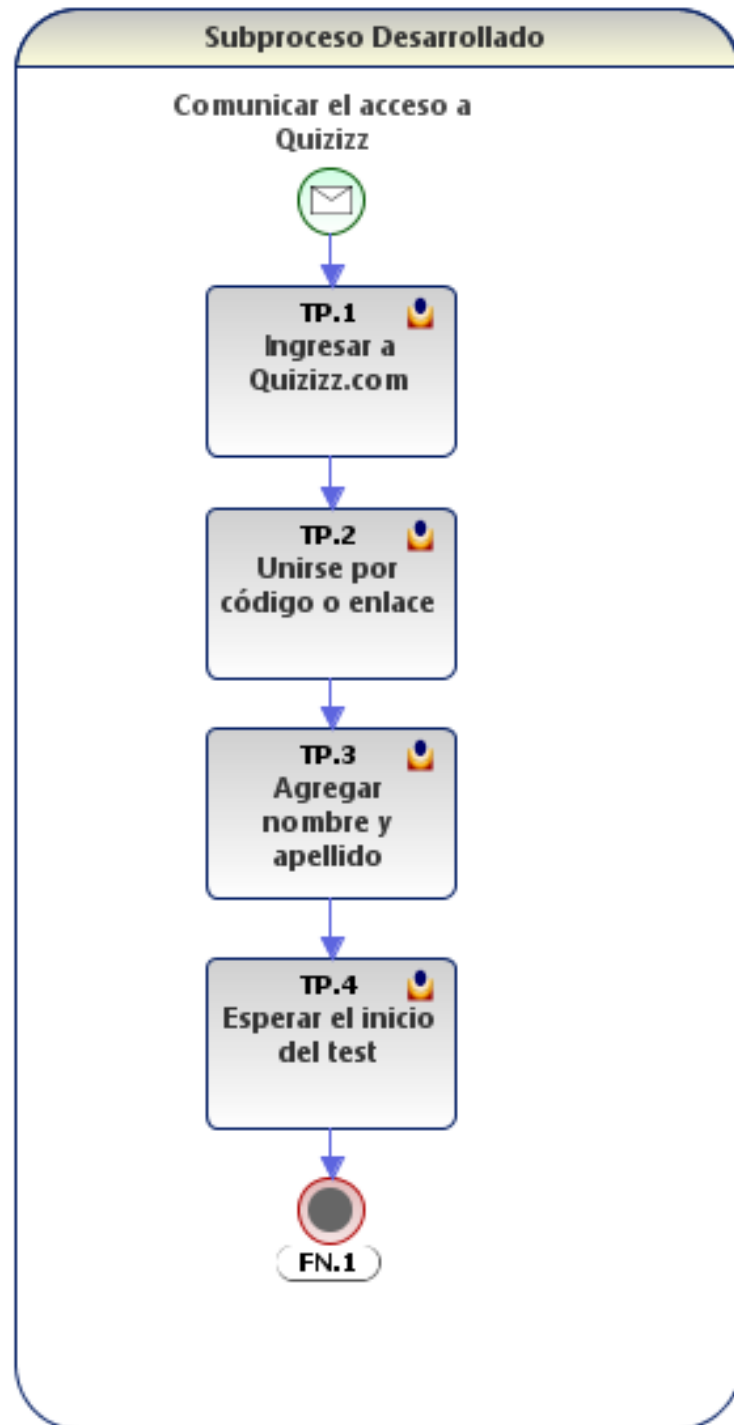 Subproceso Desarrollado
Comunicar el acceso a
Quizizz
TP.1
Ingresar a
Quizizz.com
TP.2
Unirse por
código o enlace
TP.3
Agregar
nombre y
apellido
TP.4
Esperar el inicio
del test
FN.1